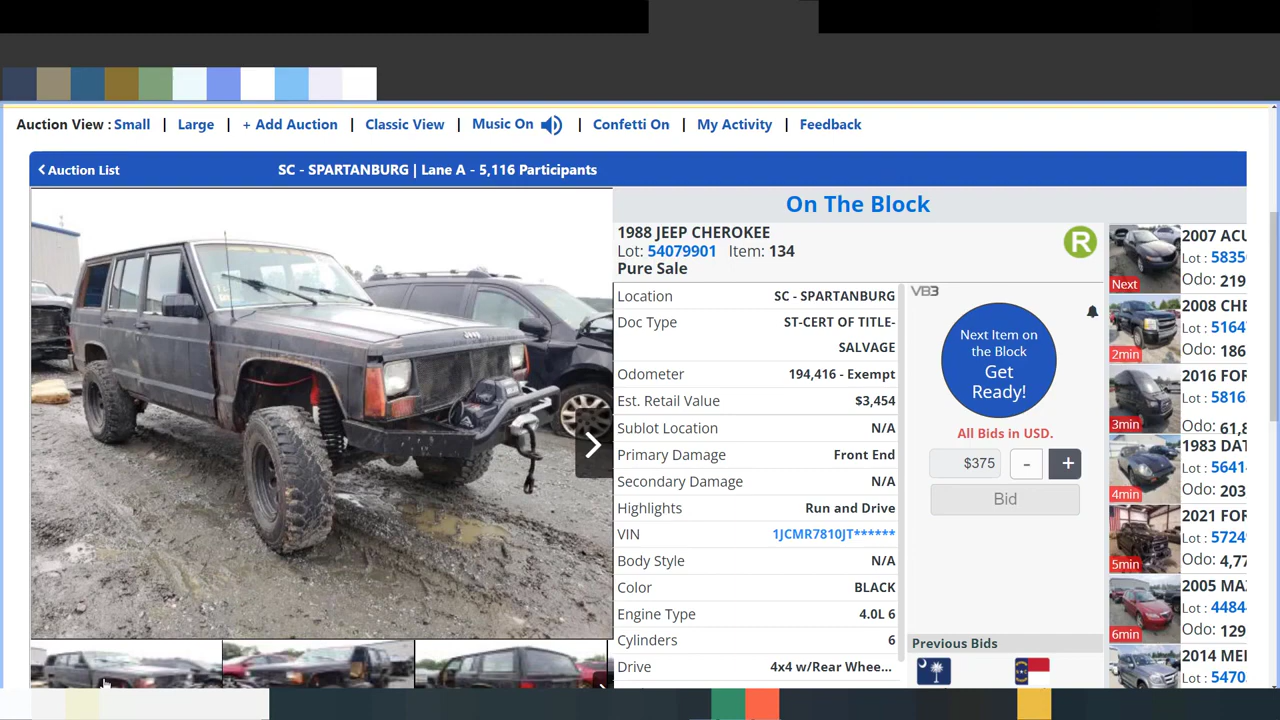 Auction View : Small | Large | + Add Auction | Classic View | Music On | Confetti On | My Activity | Feedback
Auction List SC - SPARTANBURG | Lane A - 5,116 Participants
On The Block
1988 JEEP CHEROKEE
Lot: 54079901 Item: 134
Pure Sale
R
Location SC - SPARTANBURG
Doc Type ST-CERT OF TITLE-
SALVAGE
Odometer 194,416 - Exempt
Est. Retail Value $3,454
Sublot Location N/A
Primary Damage Front End
Secondary Damage N/A
Highlights Run and Drive
VIN 1JCMR7810JT******
Body Style N/A
Color BLACK
Engine Type 4.0L 6
Cylinders 6
Drive 4x4 w/Rear Whee...
VB3
Next Item on
the Block
Get
Ready!
All Bids in USD.
$375 - +
Bid
Previous Bids
2007 ACU
Lot : 5835
Next Odo: 219
2008 CHE
Lot : 5164
2min Odo: 186
2016 FOR
Lot : 5816
3min Odo: 61,8
1983 DAT
Lot : 5641
4min Odo: 203
2021 FOR
Lot : 5724
5min Odo: 4,77
2005 MA
Lot : 4484
6min Odo: 129
2014 MER
Lot : 5470